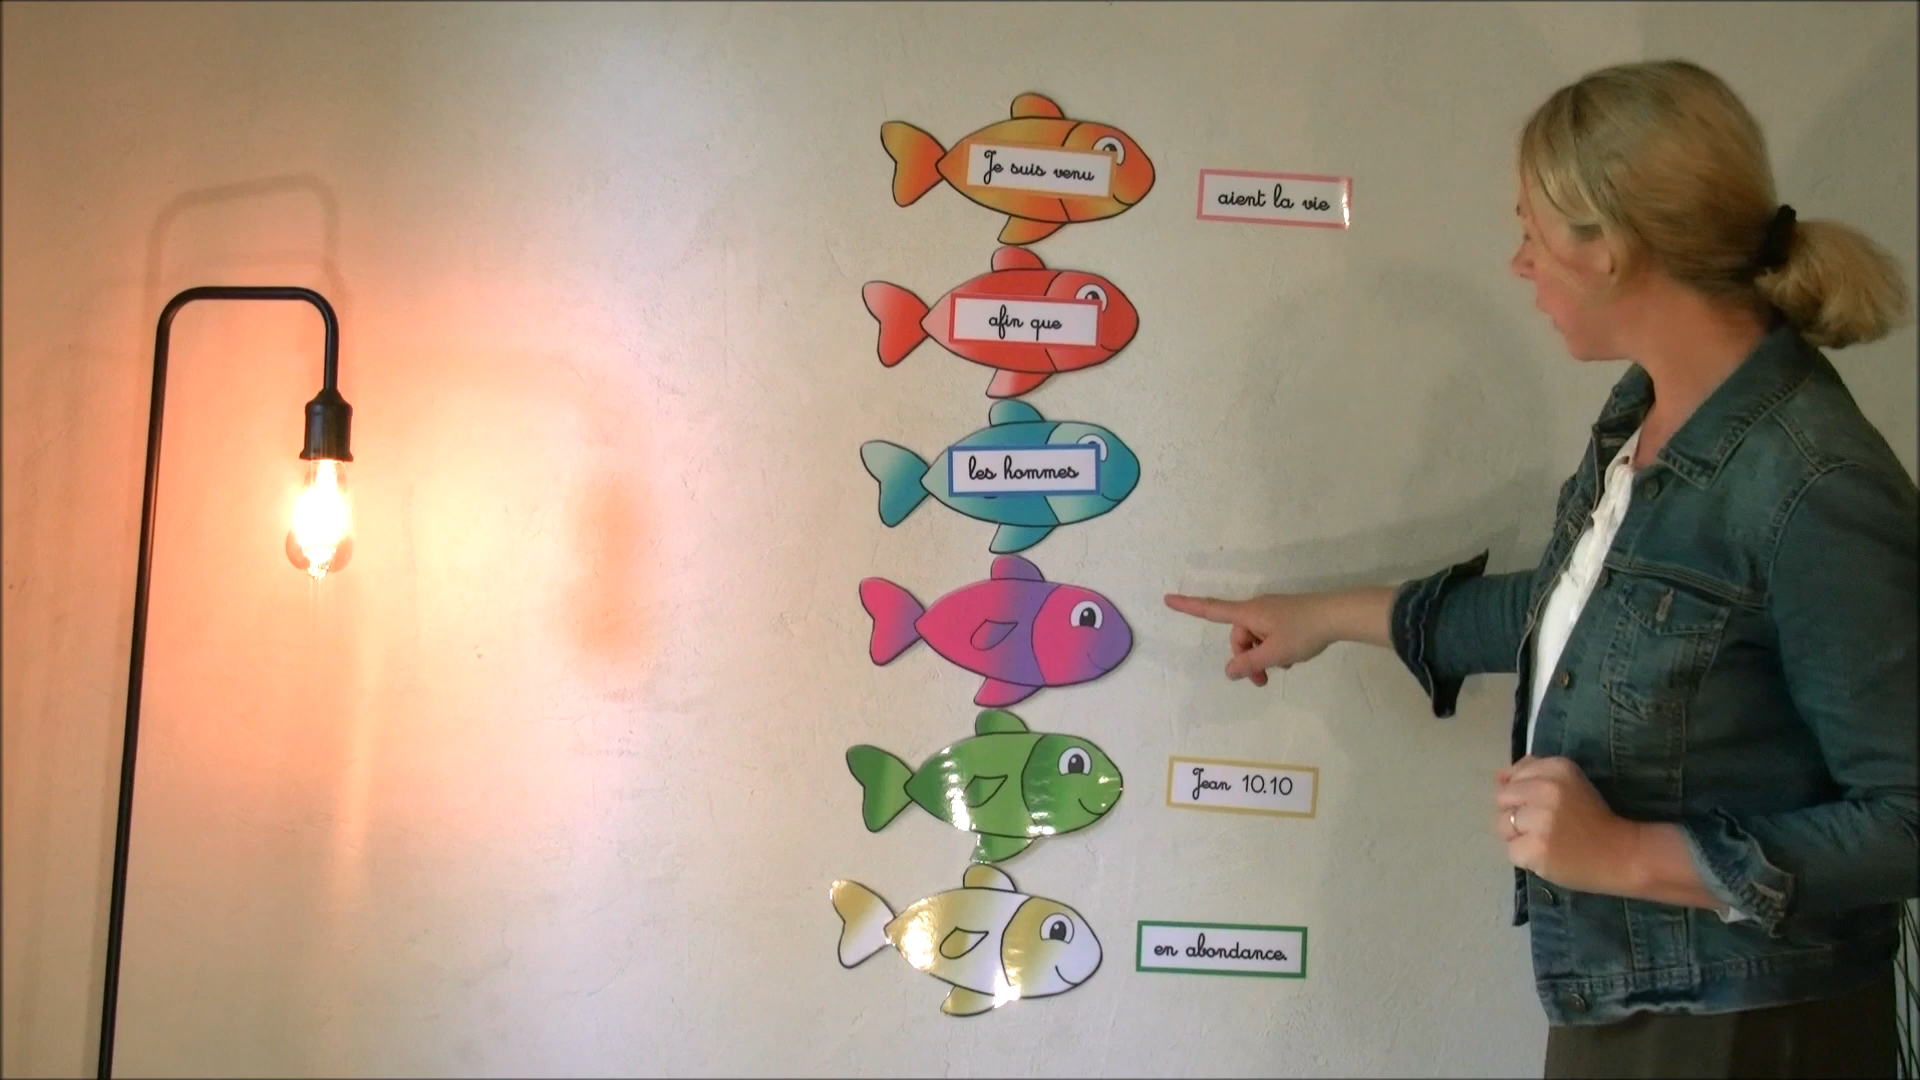 Je suis venu
aient la vie
afin que
les hommes
Jean 10.10
en abondance.